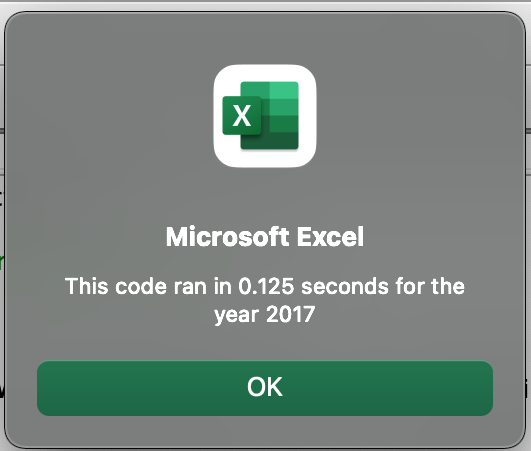 X
Microsoft Excel
This code ran in 0.125 seconds for the
year 2017
OK